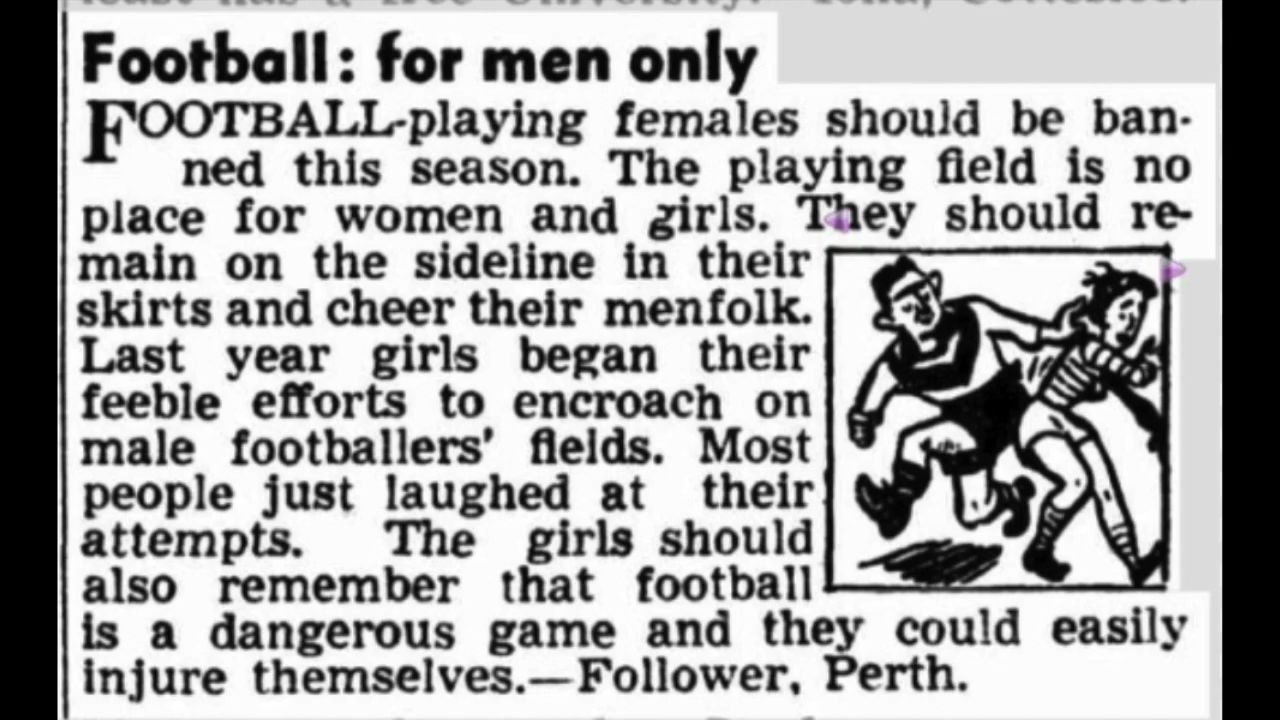 Football: for men only
FOOTBALL-playing females should be ban-
ned this season. The playing field is no
place for women and girls. They should re-
main on the sideline in their
skirts and cheer their menfolk.
Last year girls began their
feeble efforts to encroach on
male footballers' fields. Most
people just laughed at their
attempts. The girls should
also remember that football
is a dangerous game and they could easily
injure themselves.—Follower, Perth.